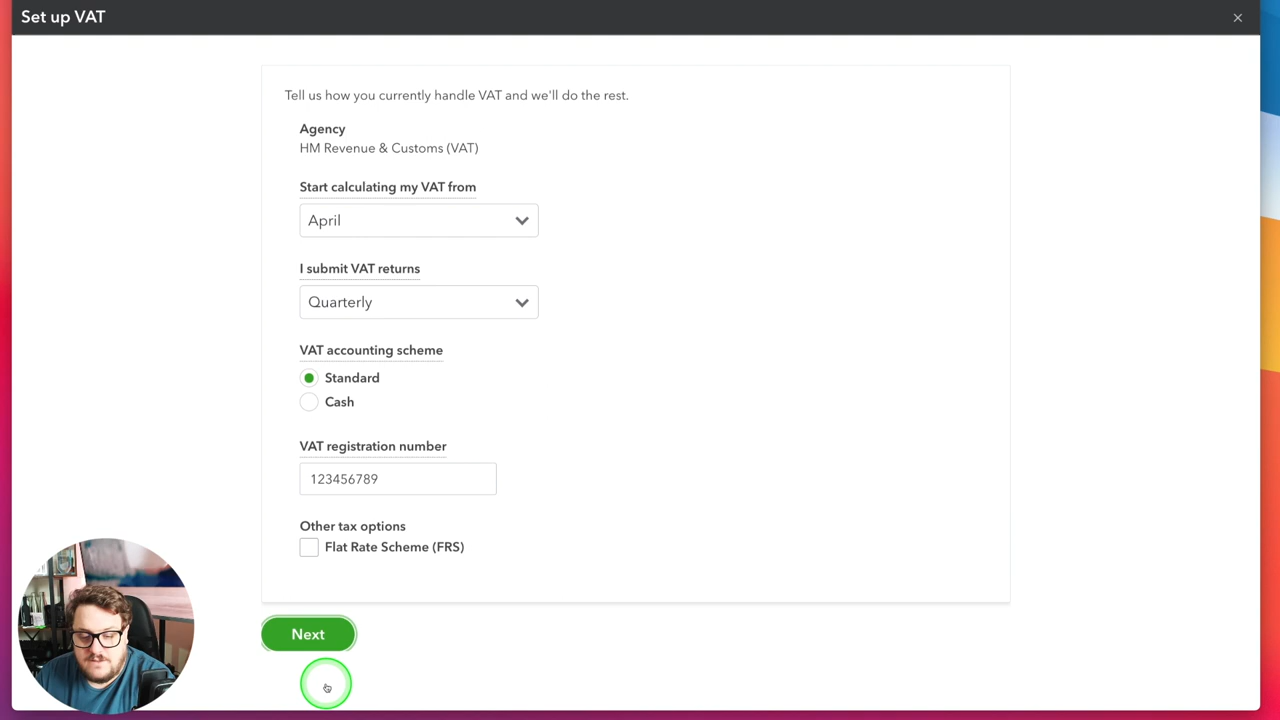 Set up VAT
Tell us how you currently handle VAT and we'll do the rest.
Agency
HM Revenue & Customs (VAT)
Start calculating my VAT from
April
I submit VAT returns
Quarterly
VAT accounting scheme
Standard
Cash
VAT registration number
123456789
Other tax options
Flat Rate Scheme (FRS)
Next